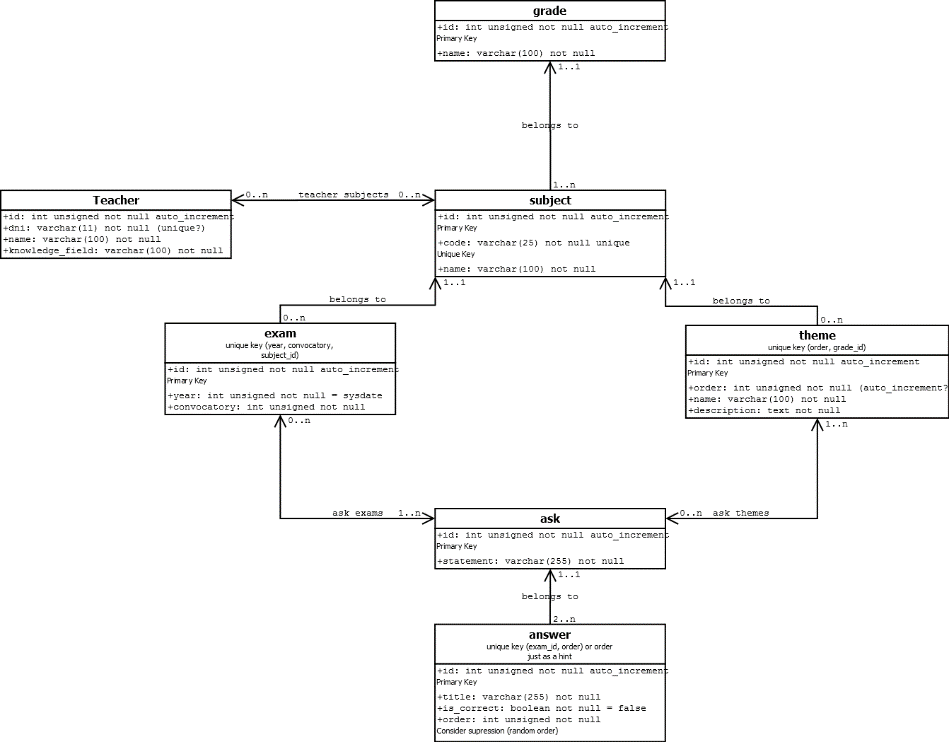 grade
+id: int unsigned not null auto_increment
Primary Key
+name: varchar(100) not null
1..1
belongs to
1..n
Teacher
+id: int unsigned not null auto_increment
+dni: varchar(11) not null (unique?)
+name: varchar(100) not null
+knowledge_field: varchar(100) not null
0..n teacher subjects 0..n
subject
+id: int unsigned not null auto_increment
Primary Key
+code: varchar(25) not null unique
Unique Key
+name: varchar(100) not null
1..1
belongs to
0..n
1..1
belongs to
0..n
exam
unique key (year, convocatory,
subject_id)
+id: int unsigned not null auto_increment
Primary Key
+year: int unsigned not null = sysdate
+convocatory: int unsigned not null
0..n
theme
unique key (order, grade_id)
+id: int unsigned not null auto_increment
Primary Key
+order: int unsigned not null (auto_increment?
+name: varchar(100) not null
+description: text not null
1..n
ask exams 1..n
0..n ask themes
ask
+id: int unsigned not null auto_increment
Primary Key
+statement: varchar(255) not null
1..1
belongs to
2..n
answer
unique key (exam_id, order) or order
just as a hint
+id: int unsigned not null auto_increment
Primary Key
+title: varchar(255) not null
+is_correct: boolean not null = false
+order: int unsigned not null
Consider supression (random order)